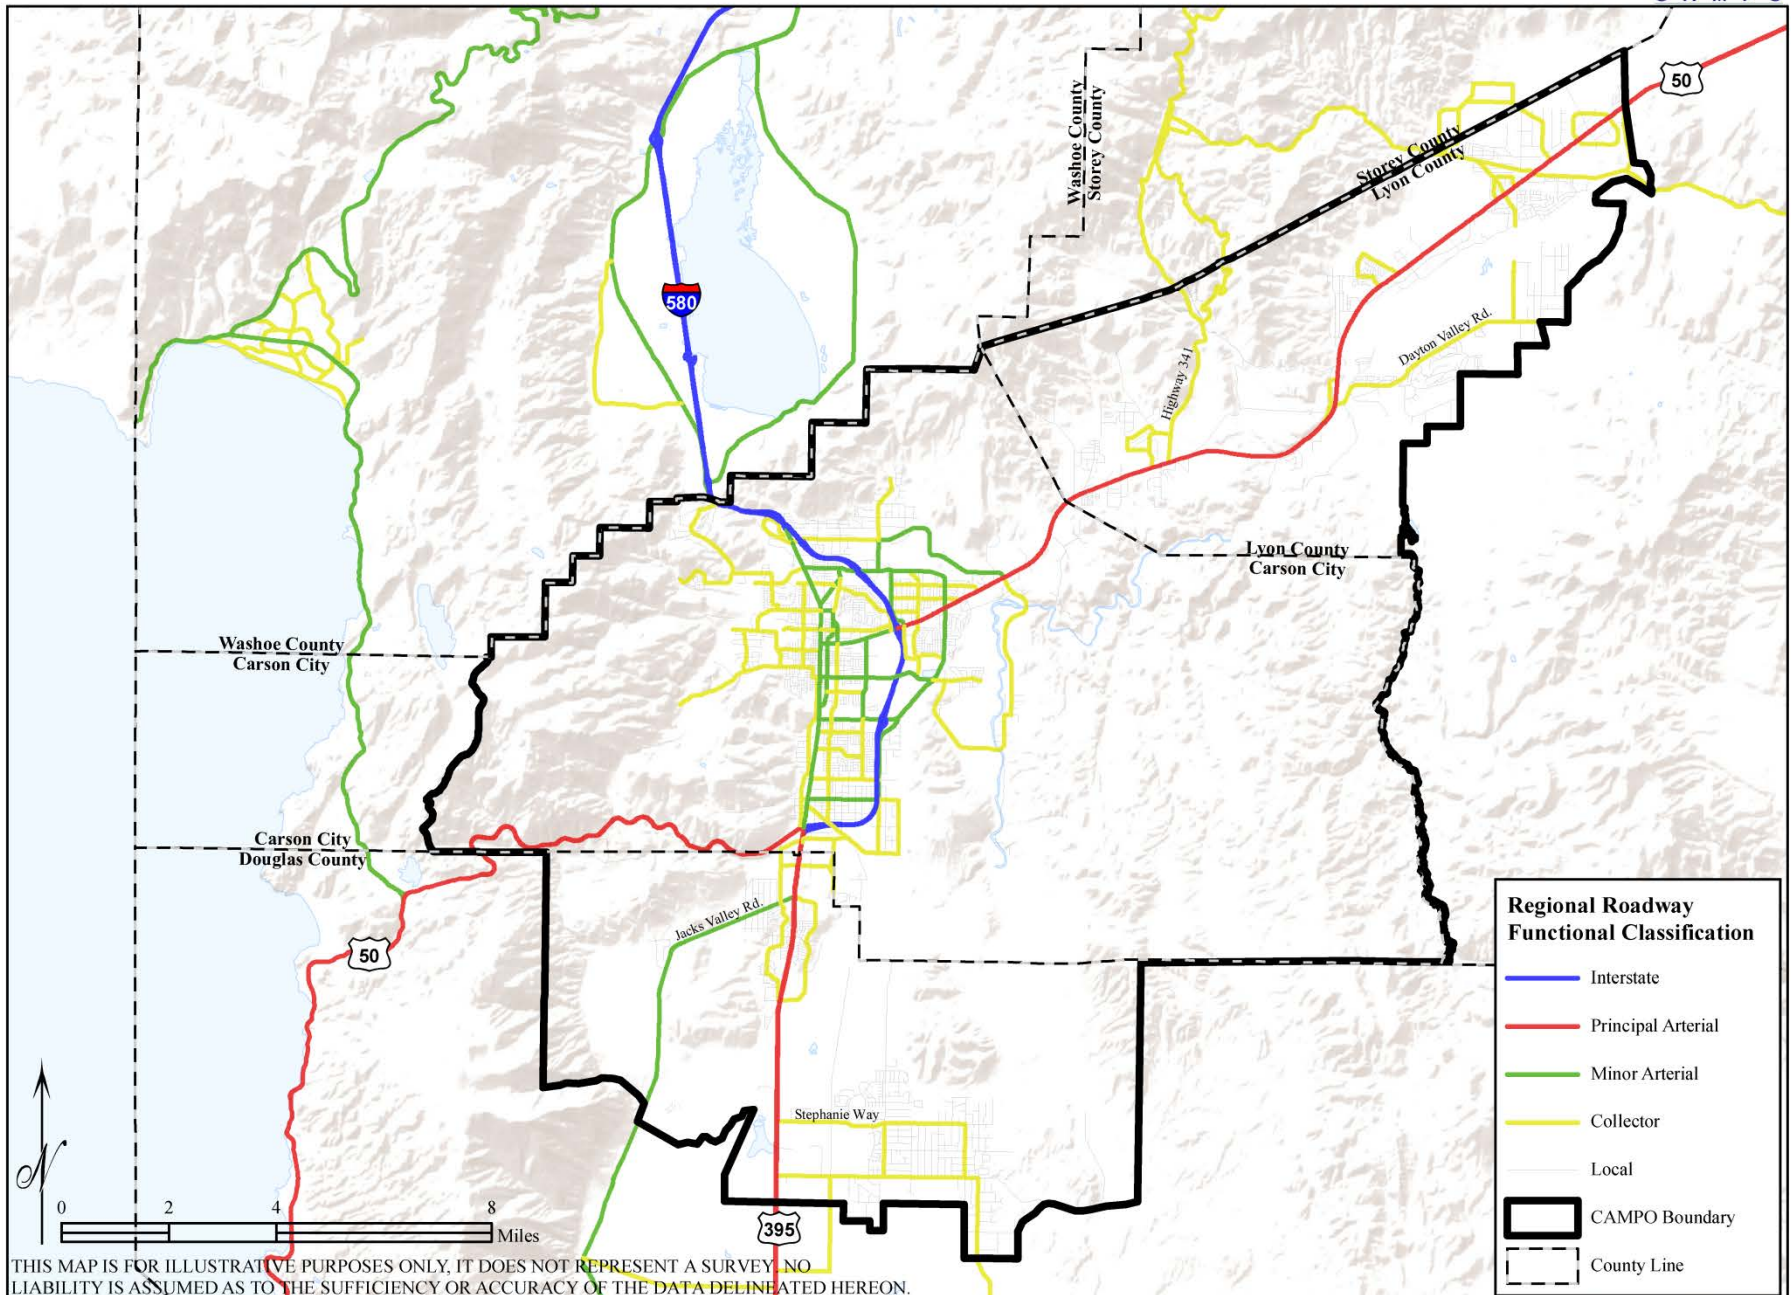 50
Washoe County
Storey County
Storey County
Lyon County
580
Dayton Valley Rd.
Highway 341
Lyon County
Carson City
Washoe County
Carson City
Carson City
Douglas County
Jacks Valley Rd.
50
Stephanie Way
395
Regional Roadway
Functional Classification
Interstate
Principal Arterial
Minor Arterial
Collector
Local
CAMPO Boundary
County Line
N
0 2 4 8
Miles
THIS MAP IS FOR ILLUSTRATIVE PURPOSES ONLY, IT DOES NOT REPRESENT A SURVEY. NO
LIABILITY IS ASSUMED AS TO THE SUFFICIENCY OR ACCURACY OF THE DATA DELINEATED HEREON.